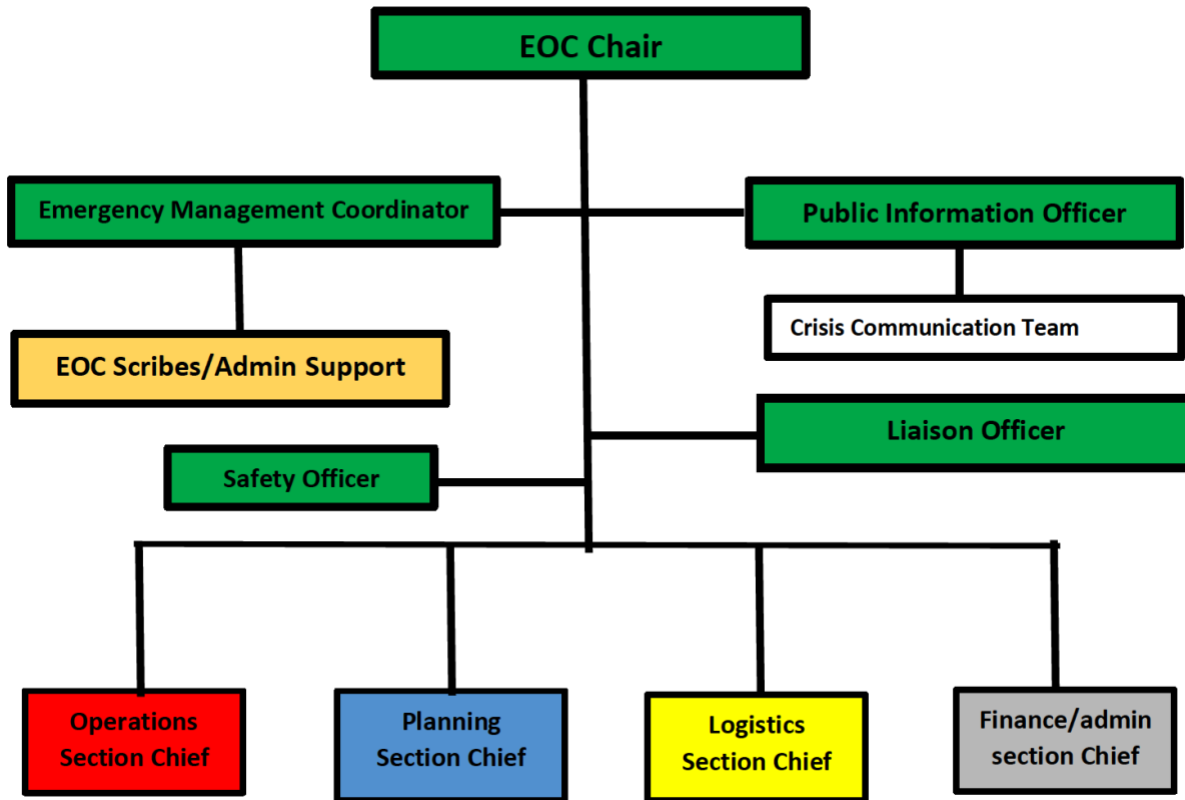 EOC Chair
Emergency Management Coordinator
Public Information Officer
Crisis Communication Team
EOC Scribes/Admin Support
Liaison Officer
Safety Officer
Operations
Section Chief
Planning
Section Chief
Logistics
Section Chief
Finance/admin
section Chief